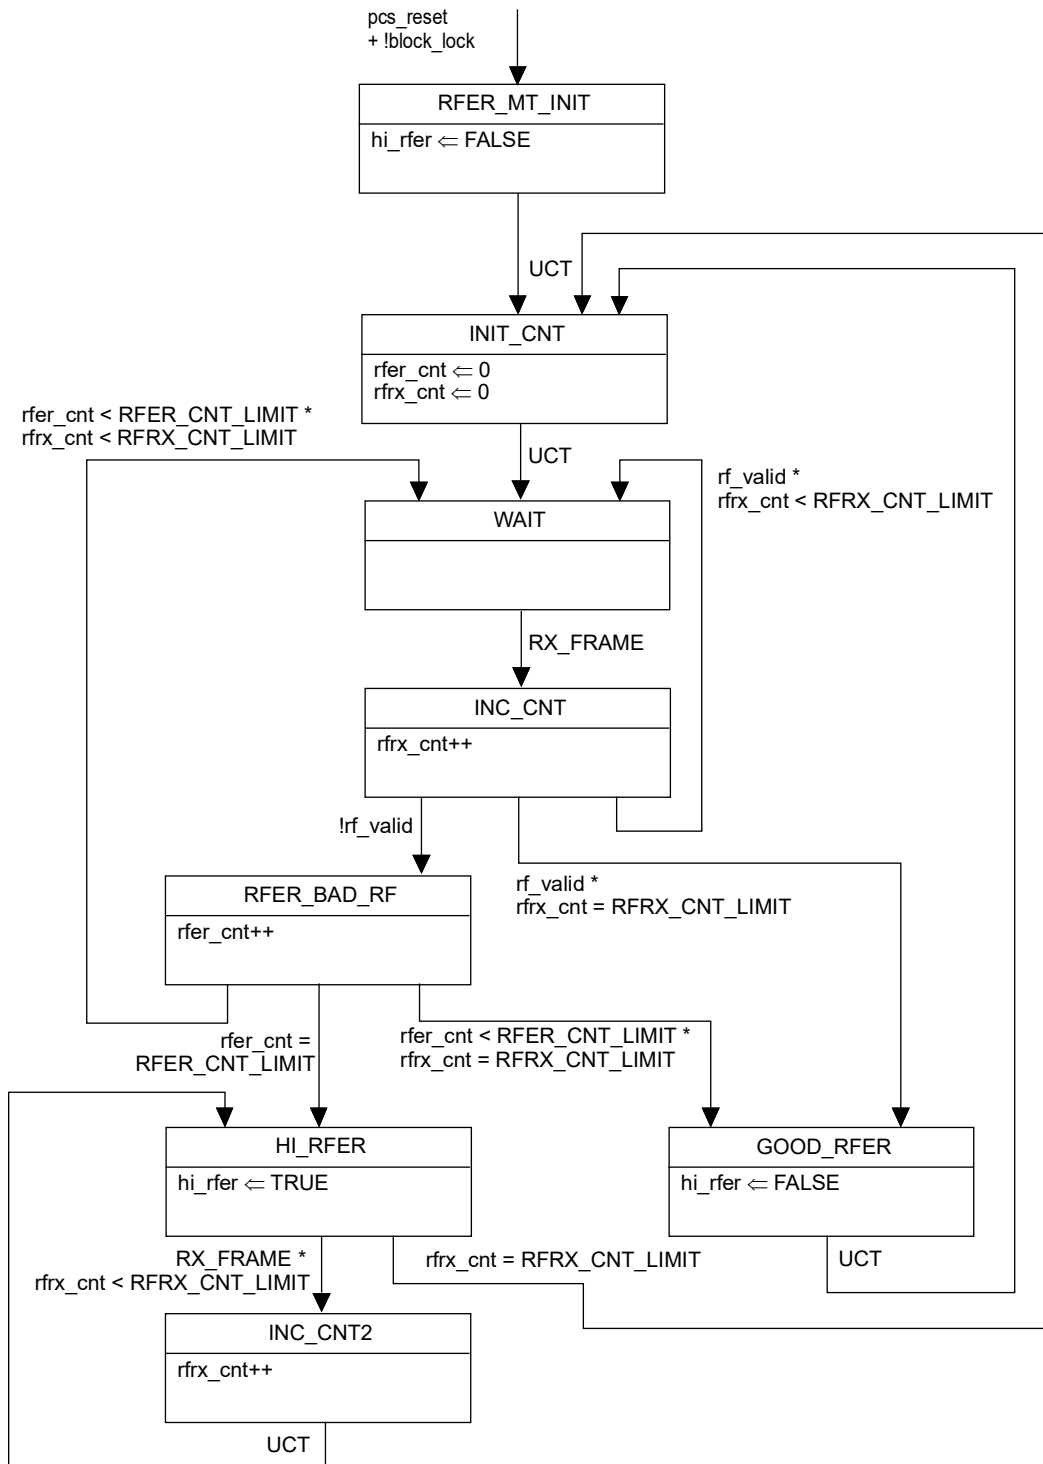 pcs_reset
+ !block_lock
RFER_MT_INIT
hi_rfer ⇐ FALSE
UCT
INIT_CNT
rfer_cnt ⇐ 0
rfrx_cnt ⇐ 0
rfer_cnt < RFER_CNT_LIMIT *
rfrx_cnt < RFRX_CNT_LIMIT
UCT
rf_valid *
rfrx_cnt < RFRX_CNT_LIMIT
WAIT
RX_FRAME
INC_CNT
rfrx_cnt++
!rf_valid
rf_valid *
rfrx_cnt = RFRX_CNT_LIMIT
RFER_BAD_RF
rfer_cnt++
rfer_cnt =
RFER_CNT_LIMIT
rfer_cnt < RFER_CNT_LIMIT *
rfrx_cnt = RFRX_CNT_LIMIT
HI_RFER
hi_rfer ⇐ TRUE
GOOD_RFER
hi_rfer ⇐ FALSE
RX_FRAME *
rfrx_cnt < RFRX_CNT_LIMIT
rfrx_cnt = RFRX_CNT_LIMIT
UCT
INC_CNT2
rfrx_cnt++
UCT